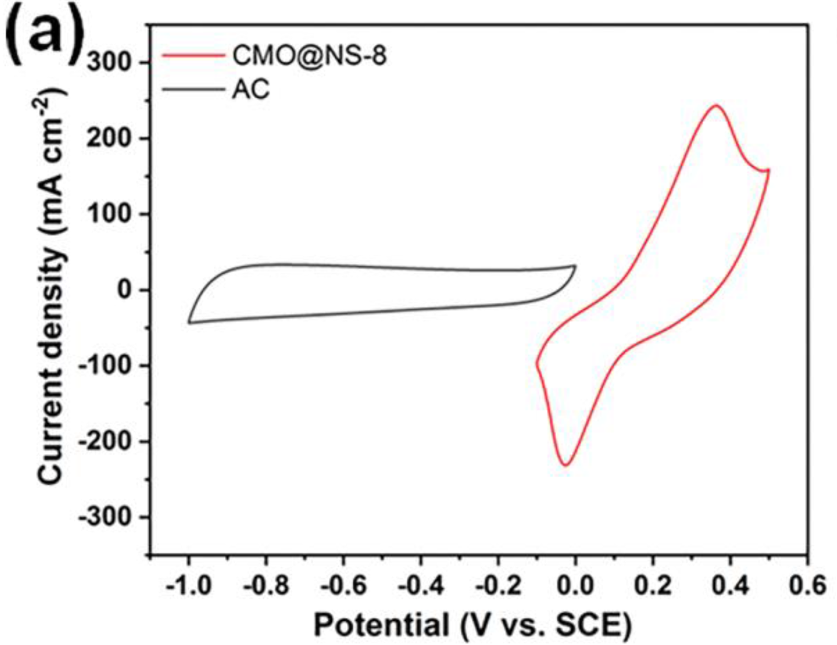 (a)
CMO@NS-8
AC
300
200
100
0
-100
-200
-300
Current density (mA cm-2)
-1.0 -0.8 -0.6 -0.4 -0.2 0.0 0.2 0.4 0.6
Potential (V vs. SCE)